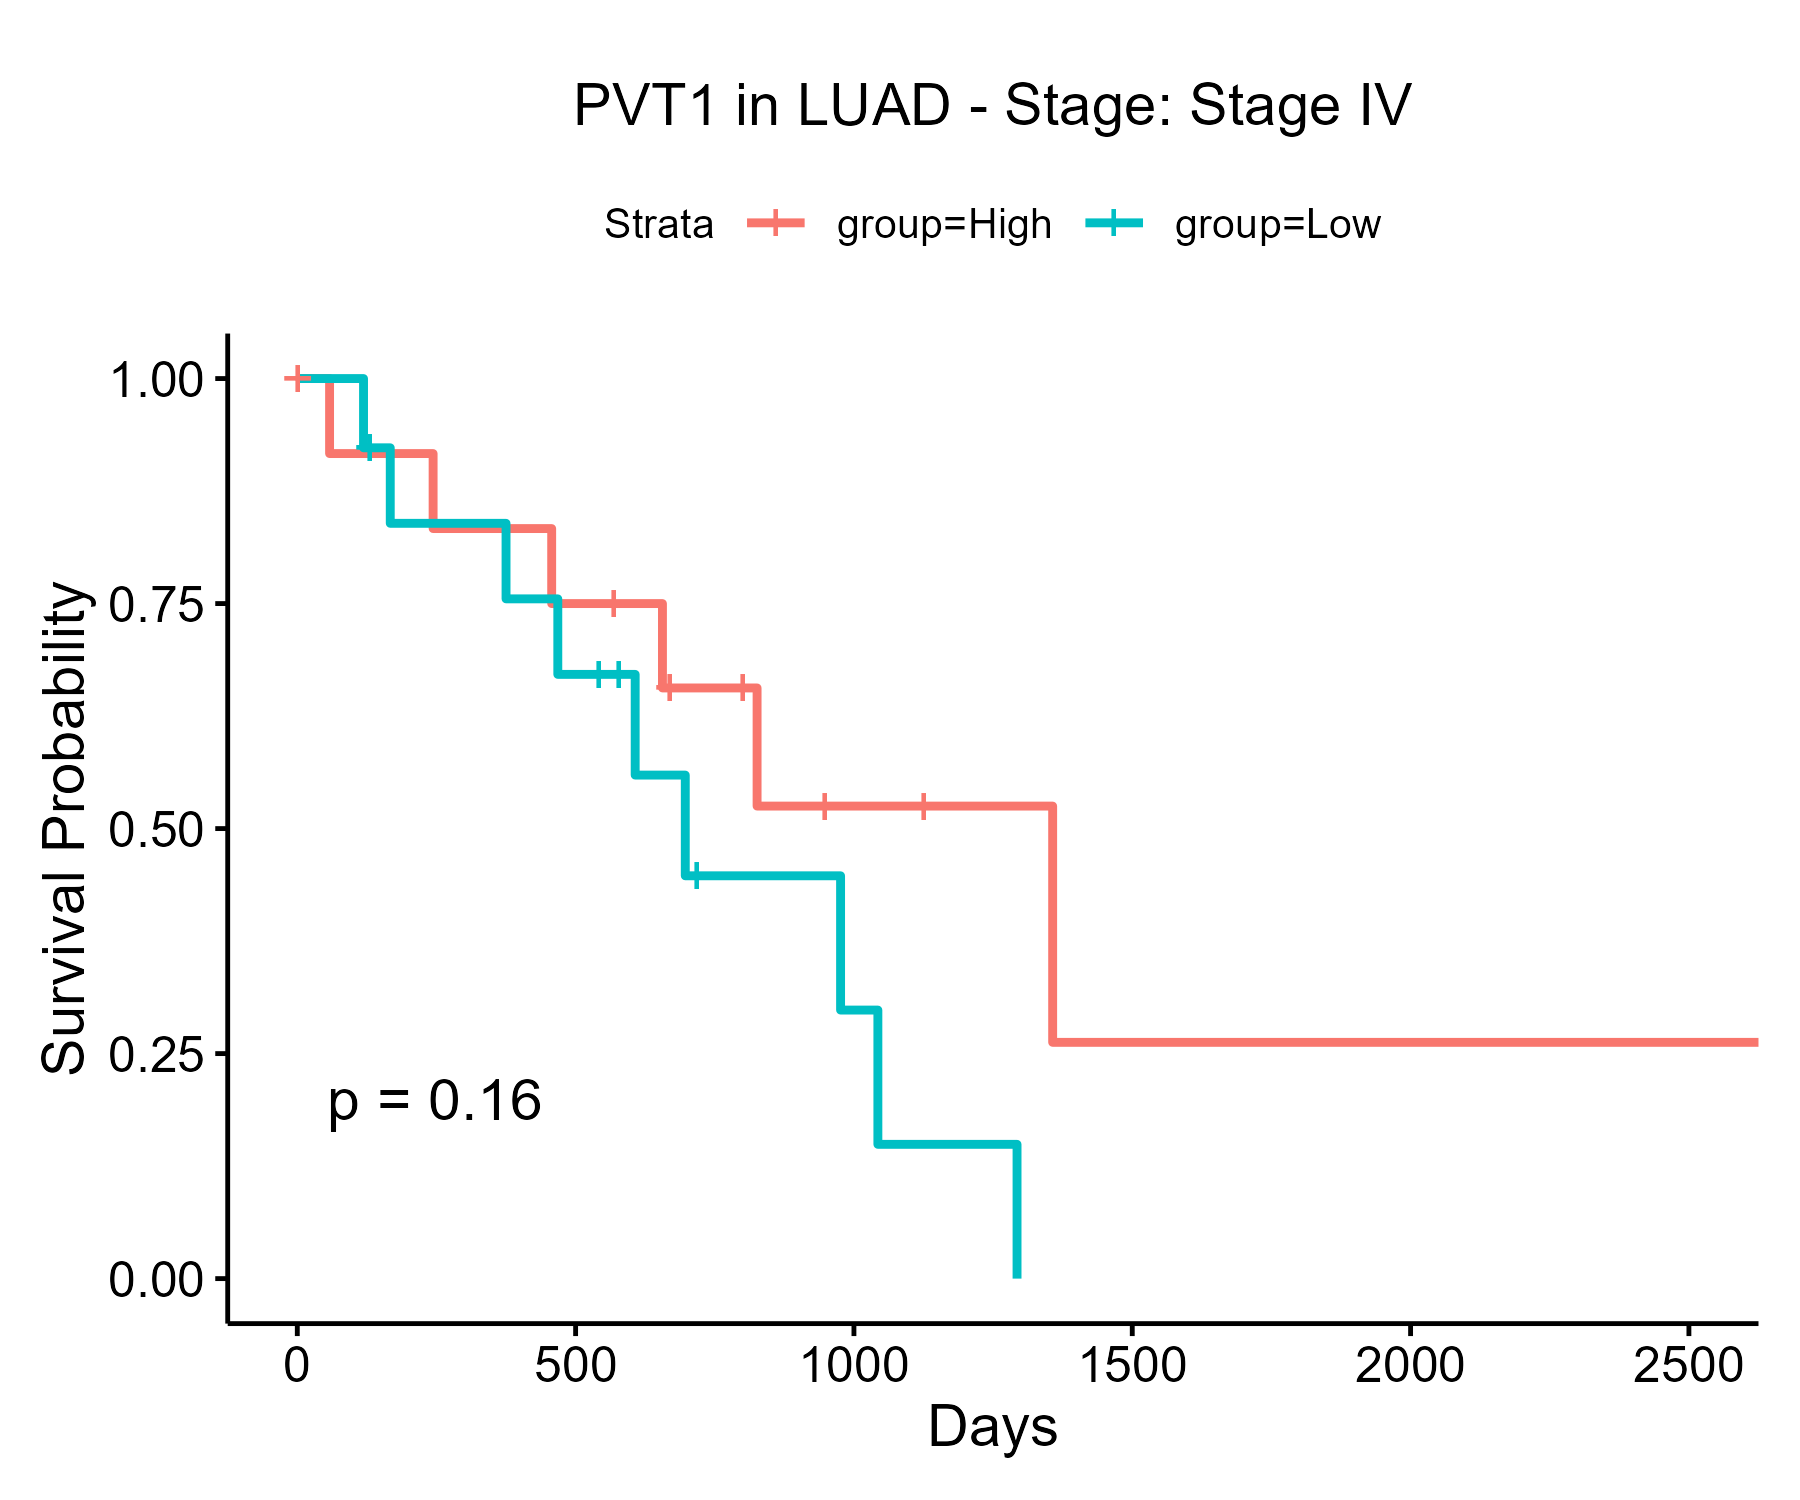 PVT1 in LUAD - Stage: Stage IV
Strata group=High group=Low
Survival Probability
1.00
0.75
0.50
0.25
0.00
p = 0.16
0 500 1000 1500 2000 2500
Days